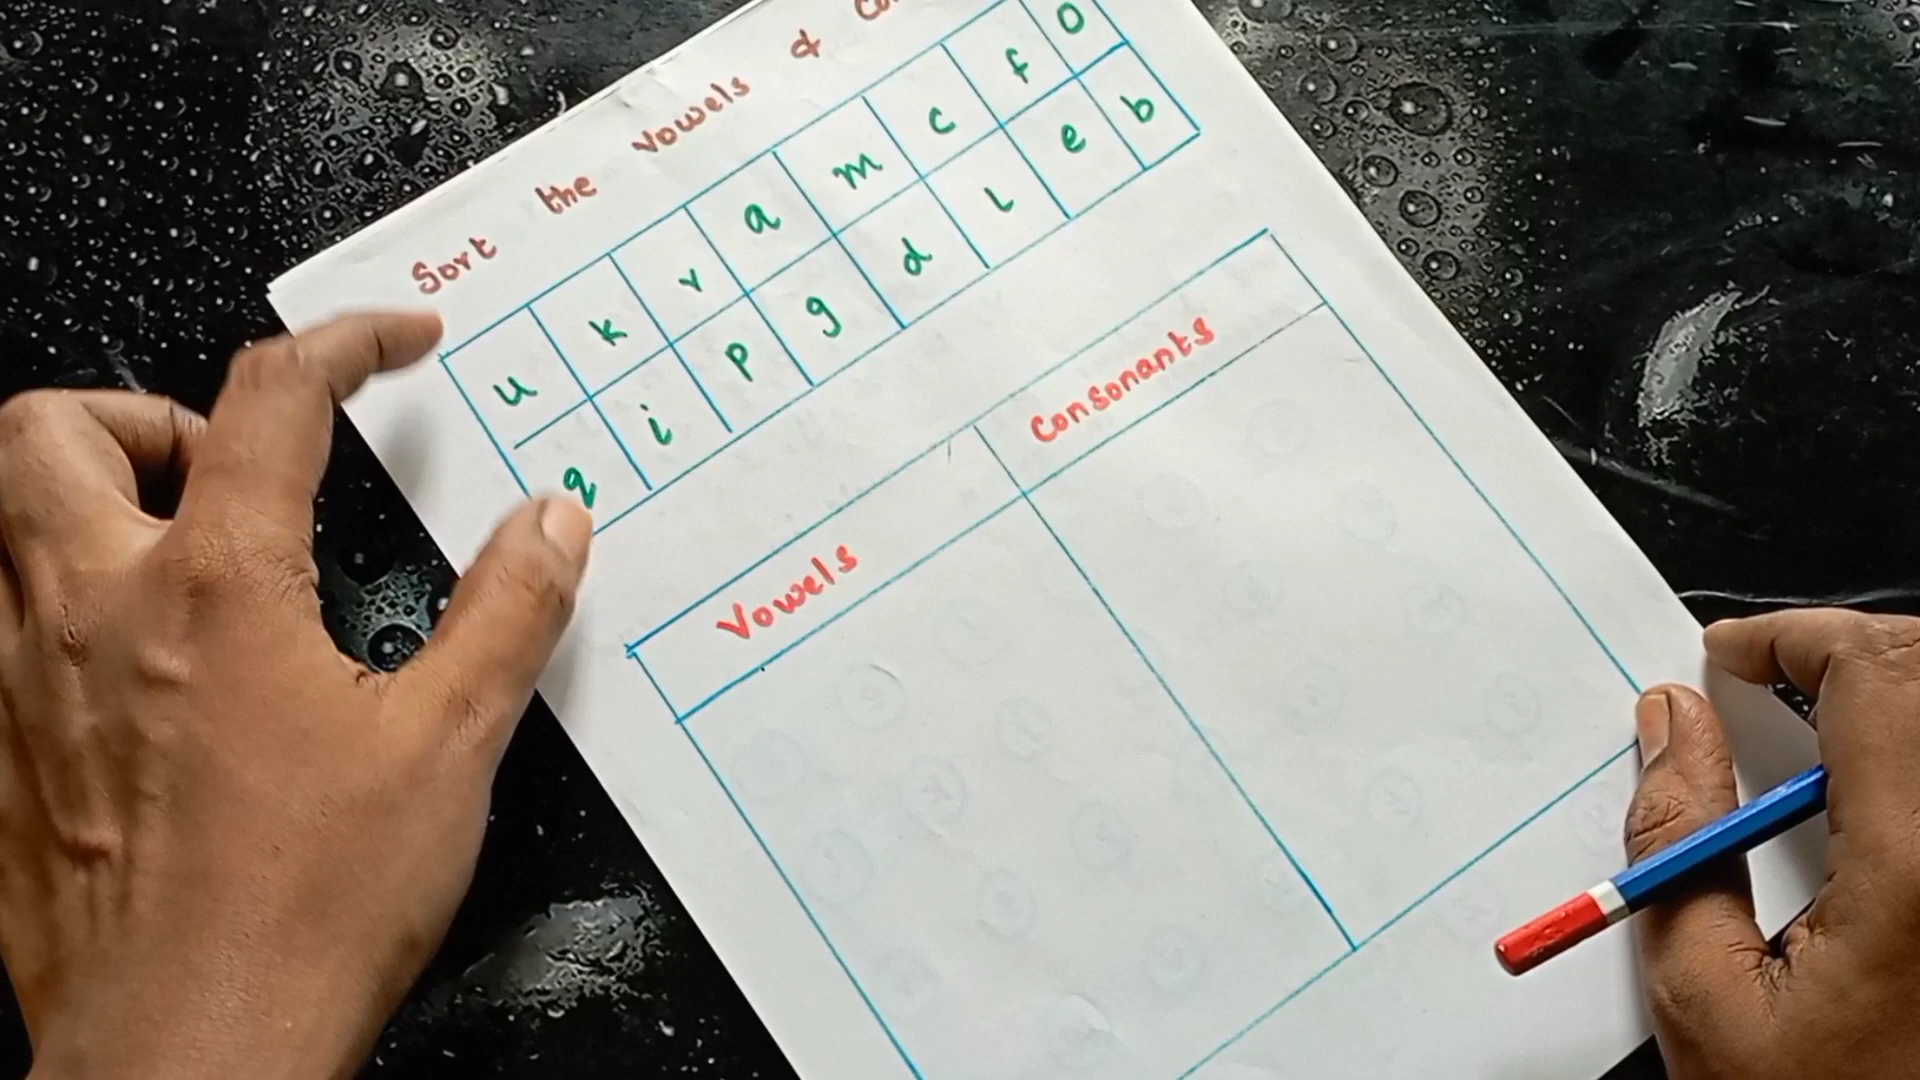 Sort the Vowels &
u k v a m c f o
q i p g d l e b
Vowels Consonants